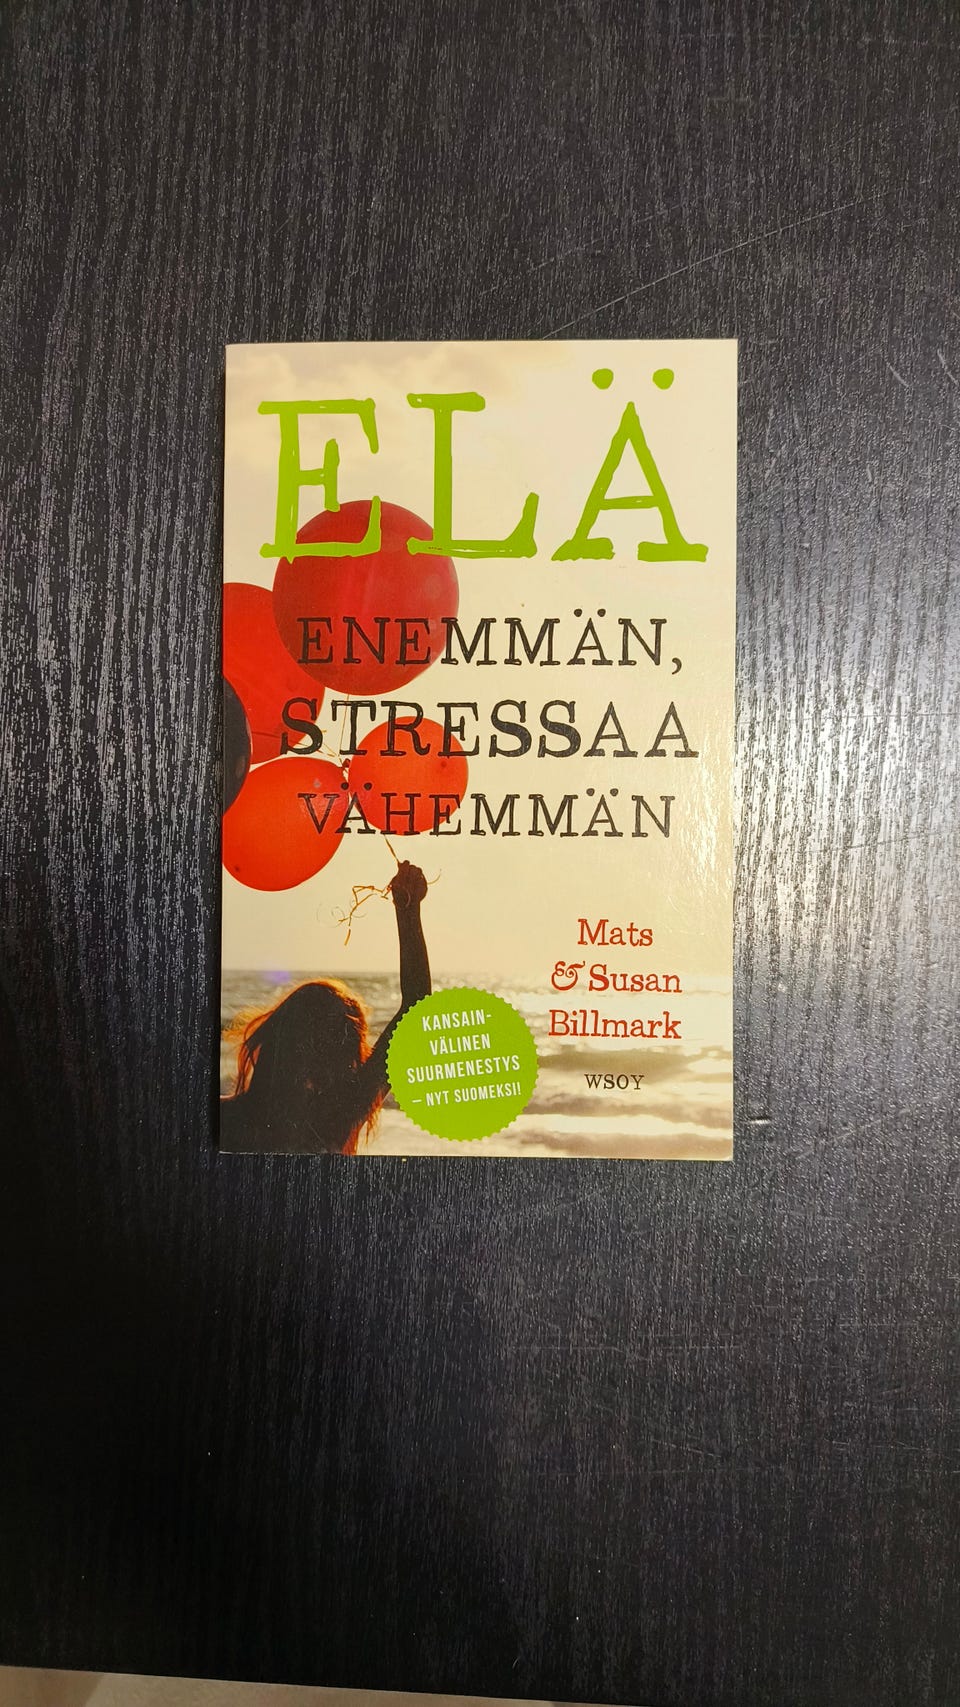 ELÄ
ENEMMÄN,
STRESSAA
VÄHEMMÄN
Mats
& Susan
Billmark
WSOY
KANSAIN-
VÄLINEN
SUURMENESTYS
– NYT SUOMEKSI!